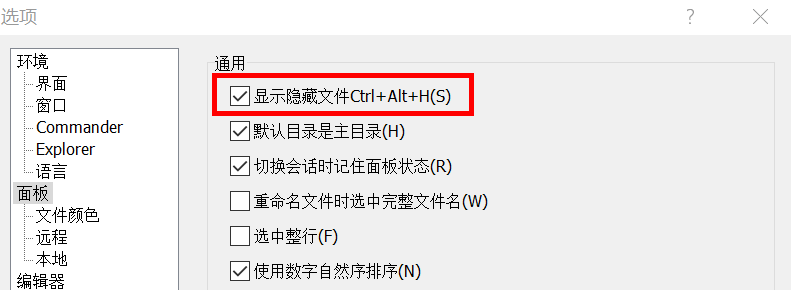 选项
环境
界面
窗口
Commander
Explorer
语言
面板
文件颜色
远程
本地
编辑器
通用
显示隐藏文件Ctrl+Alt+H(S)
默认目录是主目录(H)
切换会话时记住面板状态(R)
重命名文件时选中完整文件名(W)
选中整行(F)
使用数字自然序排序(N)